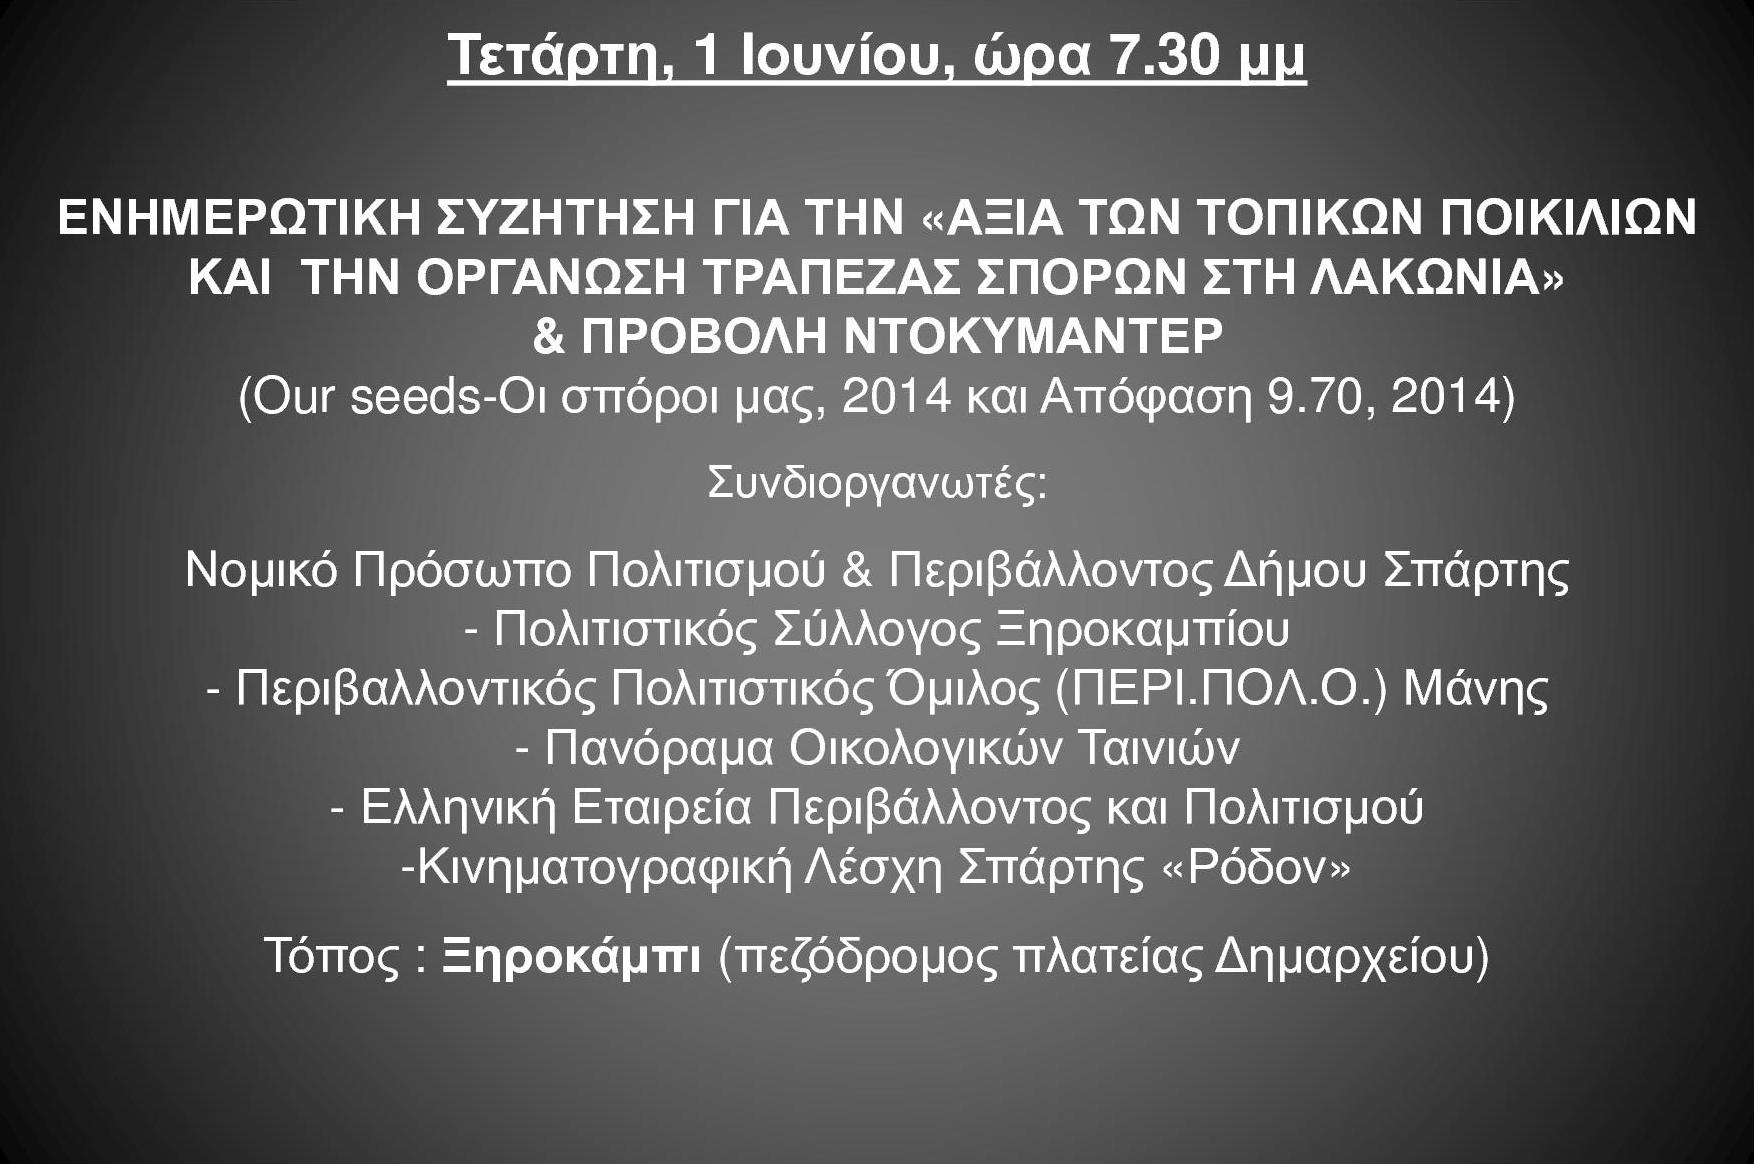 Τετάρτη, 1 Ιουνίου, ώρα 7.30 μμ
ΕΝΗΜΕΡΩΤΙΚΗ ΣΥΖΗΤΗΣΗ ΓΙΑ ΤΗΝ «ΑΞΙΑ ΤΩΝ ΤΟΠΙΚΩΝ ΠΟΙΚΙΛΙΩΝ
ΚΑΙ ΤΗΝ ΟΡΓΑΝΩΣΗ ΤΡΑΠΕΖΑΣ ΣΠΟΡΩΝ ΣΤΗ ΛΑΚΩΝΙΑ»
& ΠΡΟΒΟΛΗ ΝΤΟΚΥΜΑΝΤΕΡ
(Our seeds-Οι σπόροι μας, 2014 και Απόφαση 9.70, 2014)
Συνδιοργανωτές:
Νομικό Πρόσωπο Πολιτισμού & Περιβάλλοντος Δήμου Σπάρτης
- Πολιτιστικός Σύλλογος Ξηροκαμπίου
- Περιβαλλοντικός Πολιτιστικός Όμιλος (ΠΕΡΙ.ΠΟΛ.Ο.) Μάνης
- Πανόραμα Οικολογικών Ταινιών
- Ελληνική Εταιρεία Περιβάλλοντος και Πολιτισμού
-Κινηματογραφική Λέσχη Σπάρτης «Ρόδον»
Τόπος : Ξηροκάμπι (πεζόδρομος πλατείας Δημαρχείου)